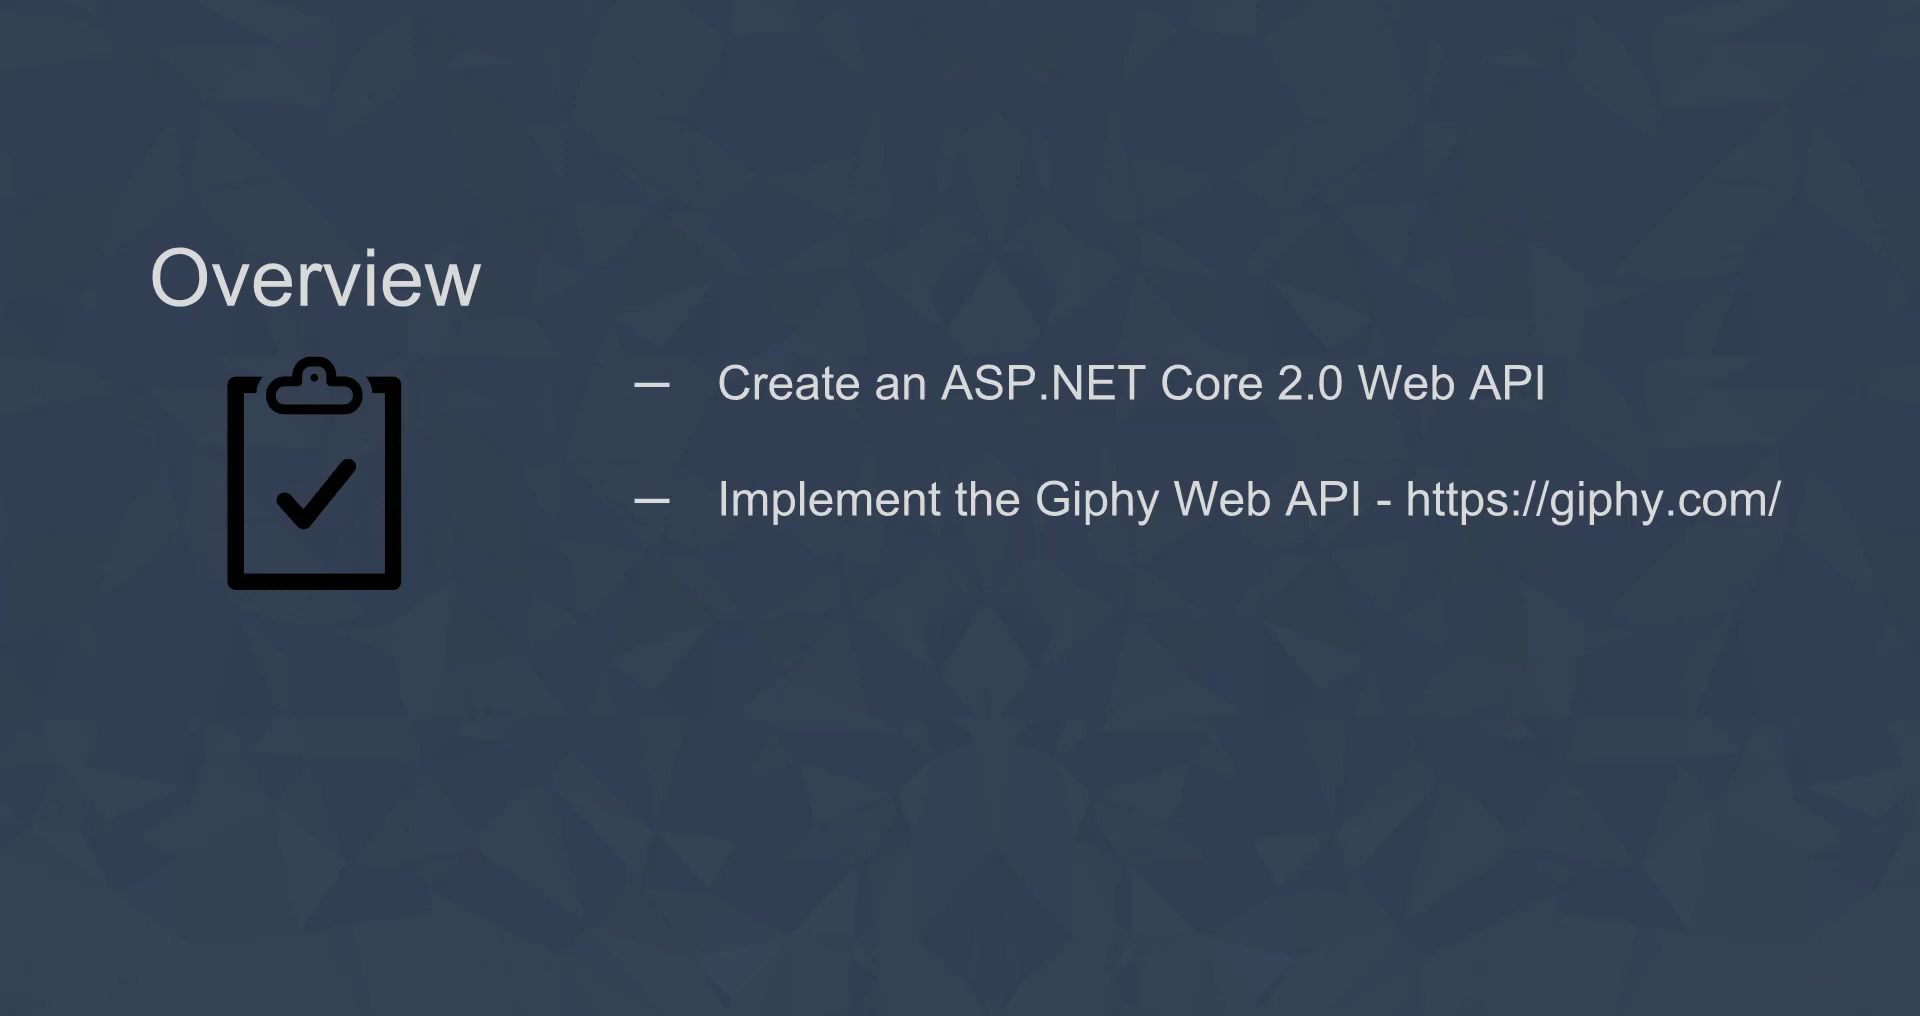 Overview
— Create an ASP.NET Core 2.0 Web API
— Implement the Giphy Web API - https://giphy.com/